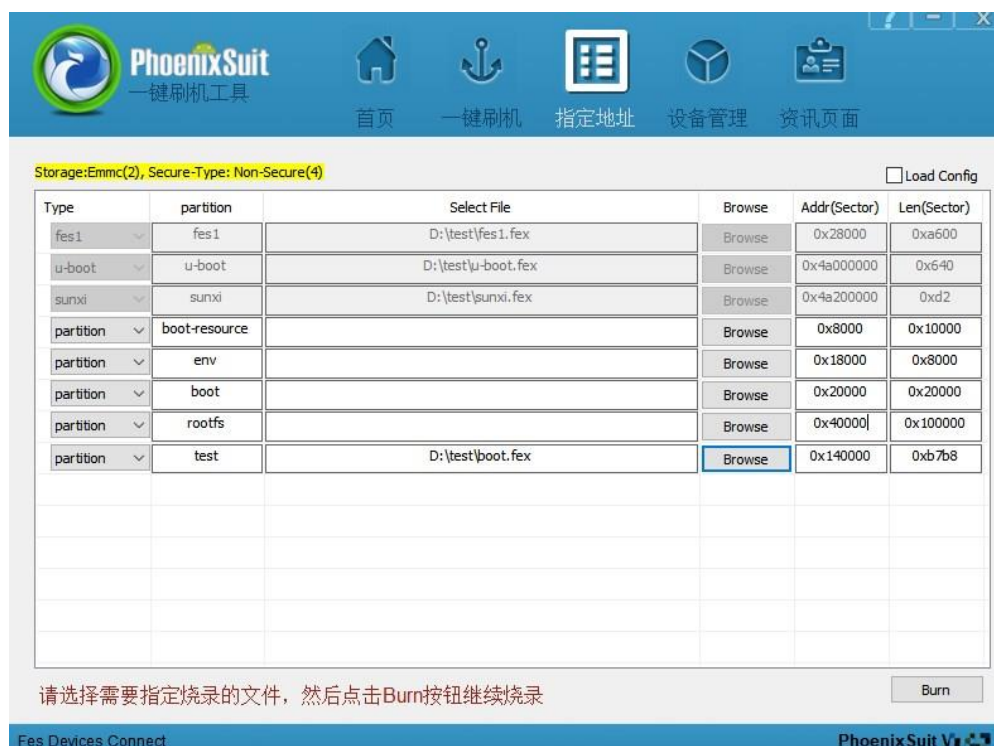 ? − X
PhoenixSuit
一键刷机工具
首页 一键刷机 指定地址 设备管理 资讯页面
Storage:Emmc(2), Secure-Type: Non-Secure(4)
Load Config
Type partition Select File Browse Addr(Sector) Len(Sector)
fes1 fes1 D:\test\fes1.fex Browse 0x28000 0xa600
u-boot u-boot D:\test\u-boot.fex Browse 0x4a000000 0x640
sunxi sunxi D:\test\sunxi.fex Browse 0x4a200000 0xd2
partition boot-resource Browse 0x8000 0x10000
partition env Browse 0x18000 0x8000
partition boot Browse 0x20000 0x20000
partition rootfs Browse 0x40000 0x100000
partition test D:\test\boot.fex Browse 0x140000 0xb7b8
请选择需要指定烧录的文件，然后点击Burn按钮继续烧录
Burn
Fes Devices Connect
PhoenixSuit